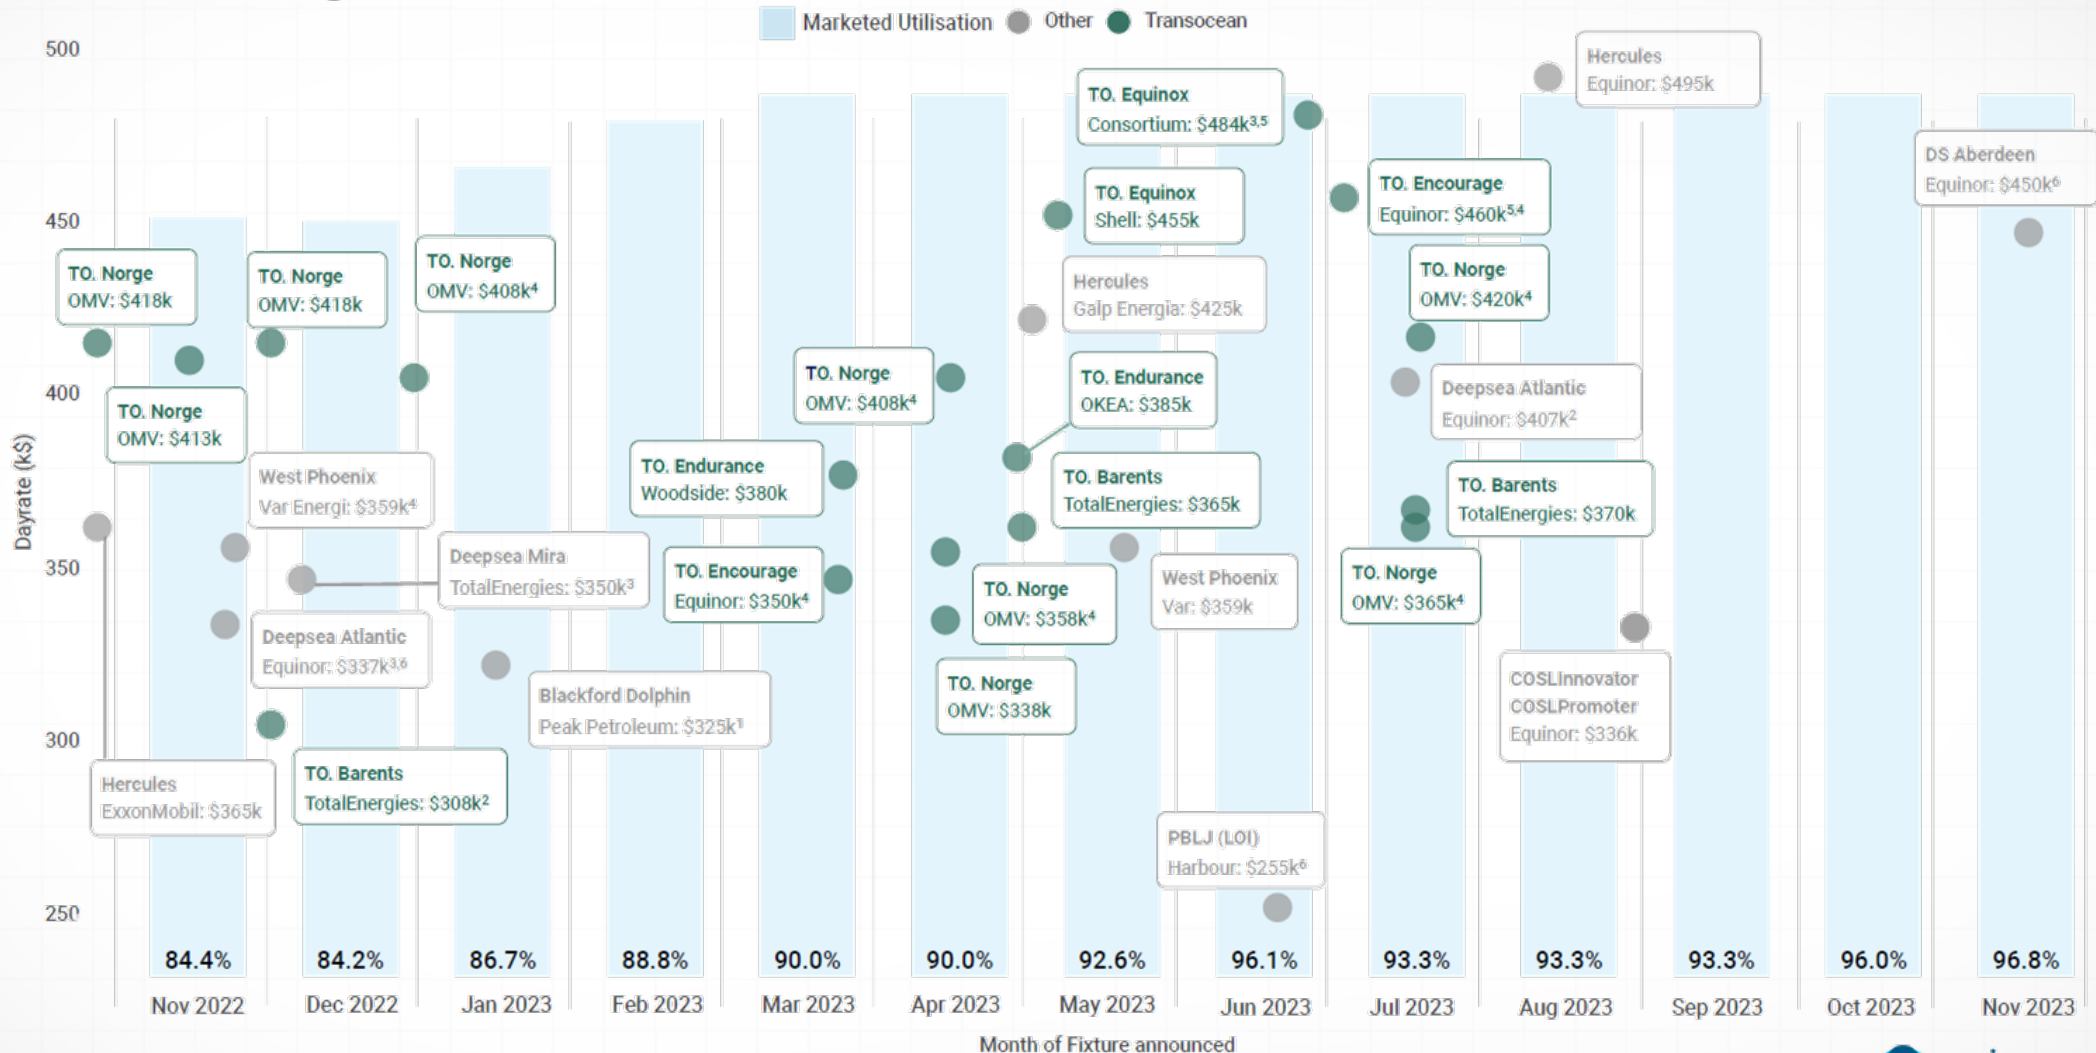 Marketed Utilisation
Other
Transocean
500
450
400
350
300
250
Dayrate (k$)
TO. Norge
OMV: $418k
TO. Norge
OMV: $413k
TO. Norge
OMV: $418k
TO. Norge
OMV: $408k⁴
West Phoenix
Var Energi: $359k⁴
Deepsea Mira
TotalEnergies: $350k³
Deepsea Atlantic
Equinor: $337k³,⁶
Hercules
ExxonMobil: $365k
TO. Barents
TotalEnergies: $308k²
Blackford Dolphin
Peak Petroleum: $325k¹
TO. Endurance
Woodside: $380k
TO. Encourage
Equinor: $350k⁴
TO. Norge
OMV: $408k⁴
TO. Equinox
Consortium: $484k³,⁵
TO. Equinox
Shell: $455k
Hercules
Galp Energia: $425k
TO. Endurance
OKEA: $385k
TO. Barents
TotalEnergies: $365k
TO. Norge
OMV: $358k⁴
TO. Norge
OMV: $338k
West Phoenix
Var: $359k
PBLJ (LOI)
Harbour: $255k⁶
TO. Encourage
Equinor: $460k⁵,⁴
TO. Norge
OMV: $420k⁴
Deepsea Atlantic
Equinor: $407k²
TO. Barents
TotalEnergies: $370k
TO. Norge
OMV: $365k⁴
Hercules
Equinor: $495k
COSLInnovator
COSLPromoter
Equinor: $336k
DS Aberdeen
Equinor: $450k⁶
84.4%
84.2%
86.7%
88.8%
90.0%
90.0%
92.6%
96.1%
93.3%
93.3%
93.3%
96.0%
96.8%
Nov 2022
Dec 2022
Jan 2023
Feb 2023
Mar 2023
Apr 2023
May 2023
Jun 2023
Jul 2023
Aug 2023
Sep 2023
Oct 2023
Nov 2023
Month of Fixture announced